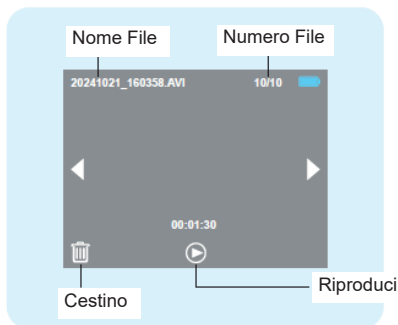 Nome File Numero File
20241021_160358.AVI 10/10
00:01:30
Riproduci
Cestino